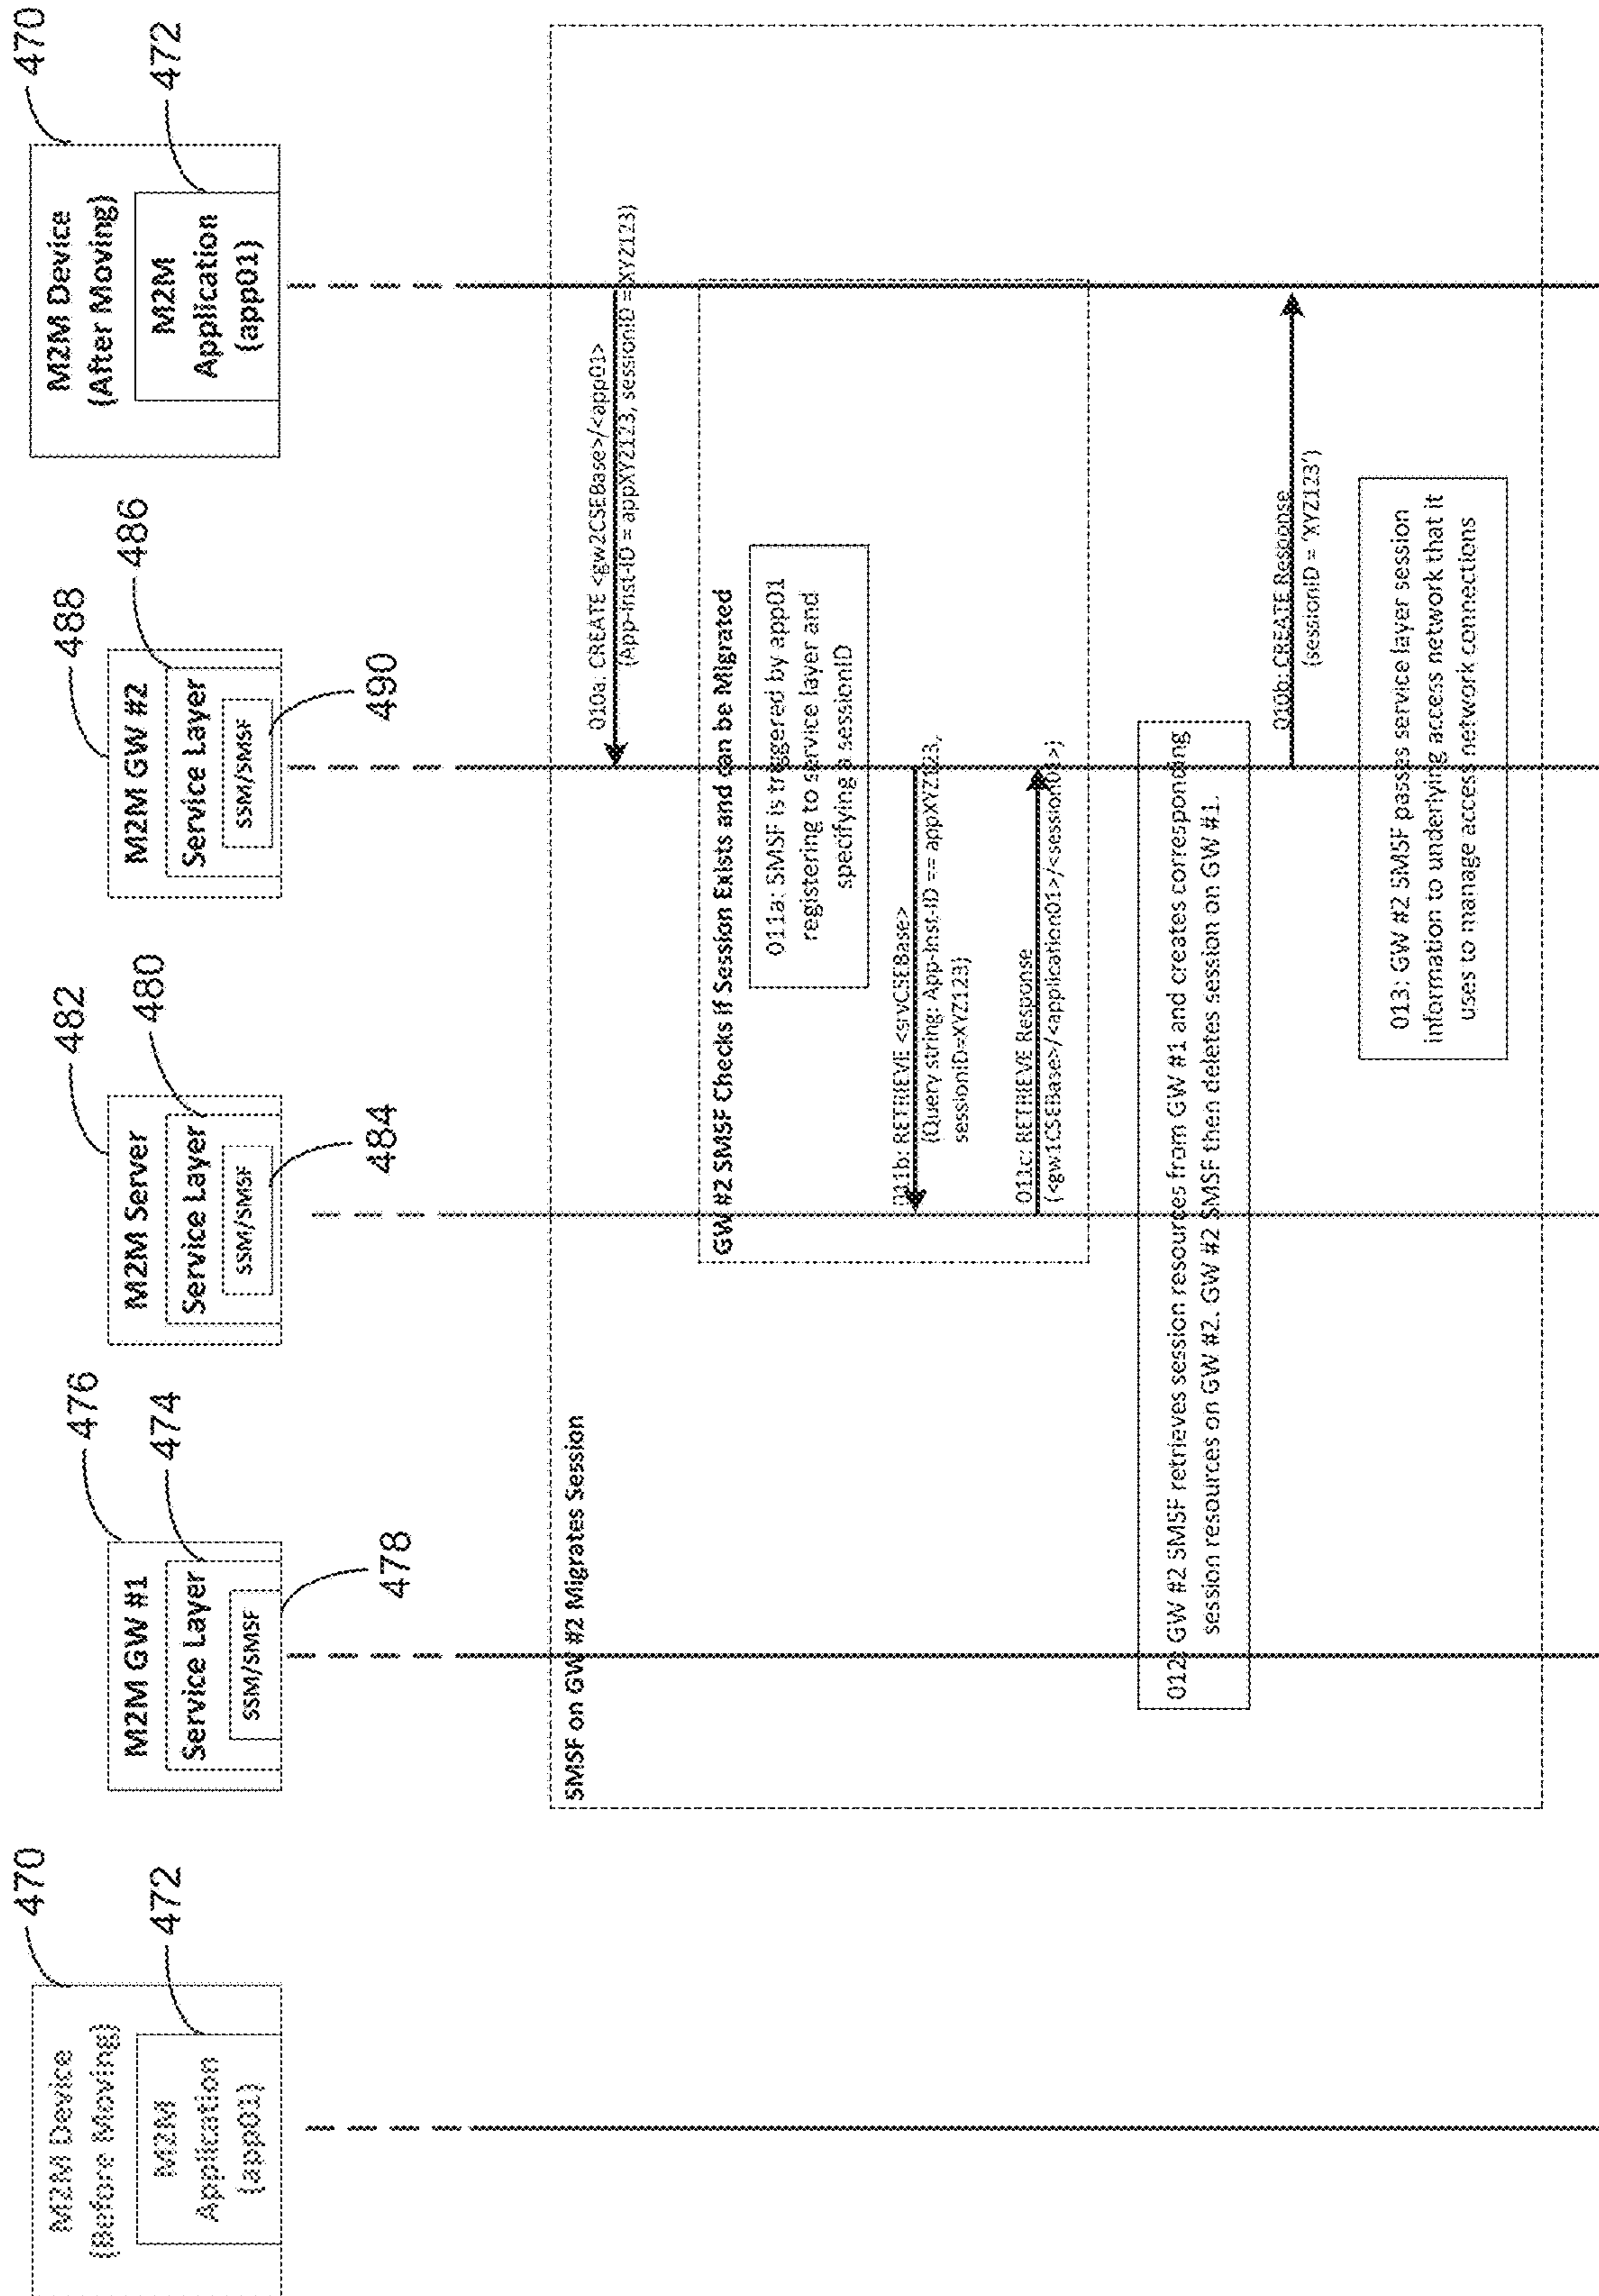 470
M2M Device
(Before Moving)
472
M2M
Application
(app01)
476
M2M GW #1
474
Service Layer
SSM/SMSF
478
482
M2M Server
480
Service Layer
SSM/SMSF
484
488
M2M GW #2
486
Service Layer
SSM/SMSF
490
470
M2M Device
(After Moving)
472
M2M
Application
(app01)
SMSF on GW #2 Migrates Session
010a: CREATE <gw2CSEBase>/<app01>
(App-Inst-ID = appXYZ123, sessionID = XYZ123)
GW #2 SMSF Checks if Session Exists and can be Migrated
011a: SMSF is triggered by app01
registering to service layer and
specifying a sessionID
011b: RETRIEVE <srvCSEBase>
(Query string: App-Inst-ID == appXYZ123,
sessionID=XYZ123)
011c: RETRIEVE Response
(<gw1CSEBase>/<application01>/<session01>)
012: GW #2 SMSF retrieves session resources from GW #1 and creates corresponding
session resources on GW #2. GW #2 SMSF then deletes session on GW #1.
010b: CREATE Response
(sessionID = 'XYZ123')
013: GW #2 SMSF passes service layer session
information to underlying access network that it
uses to manage access network connections